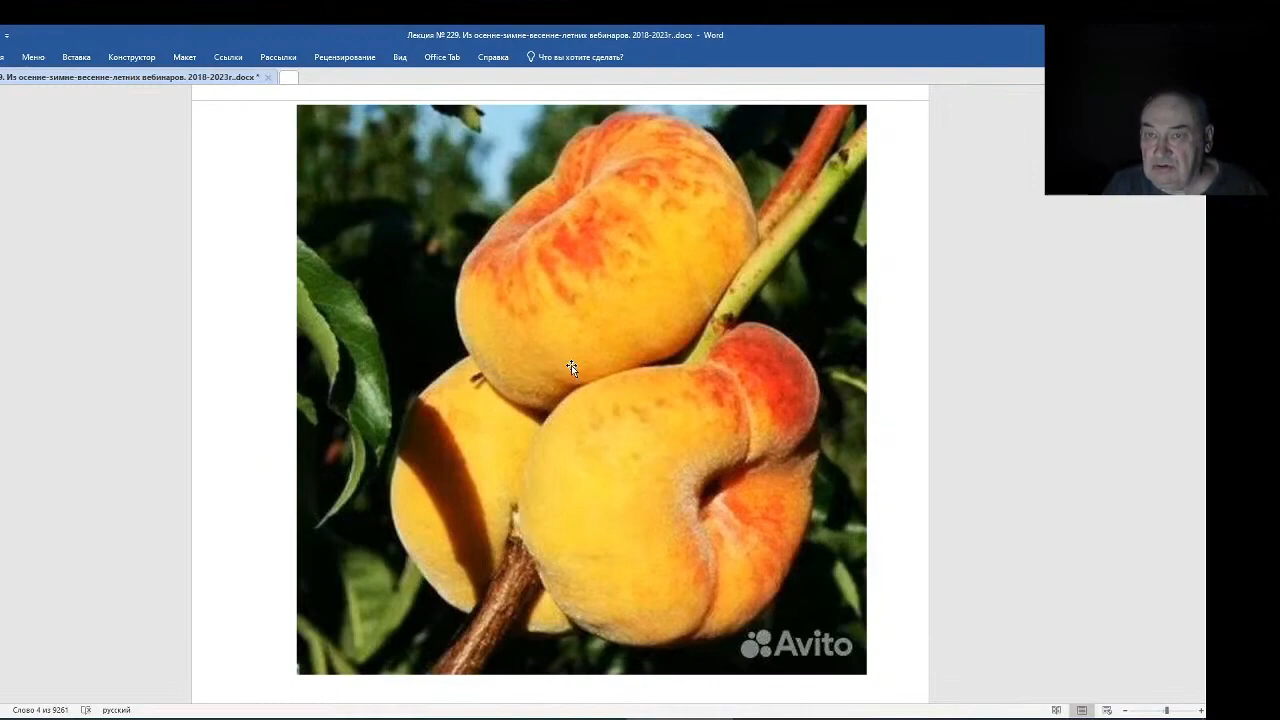 Лекция № 229. Из осенне-зимне-весенне-летних вебинаров. 2018-2023г..docx - Word
Меню Вставка Конструктор Макет Ссылки Рассылки Рецензирование Вид Office Tab Справка Что вы хотите сделать?
9. Из осенне-зимне-весенне-летних вебинаров. 2018-2023г..docx *
Avito
Слово 4 из 9261 русский